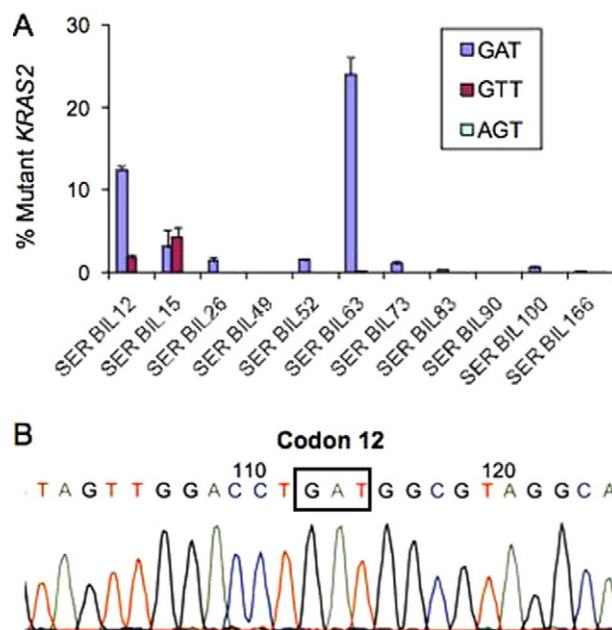 A
% Mutant KRAS2
30
20
10
0
GAT
GTT
AGT
SER BIL12
SER BIL15
SER BIL26
SER BIL49
SER BIL52
SER BIL63
SER BIL73
SER BIL83
SER BIL90
SER BIL100
SER BIL166
B
Codon 12
110 120
T A G T T G G A C C T G A T G G C G T A G G C A